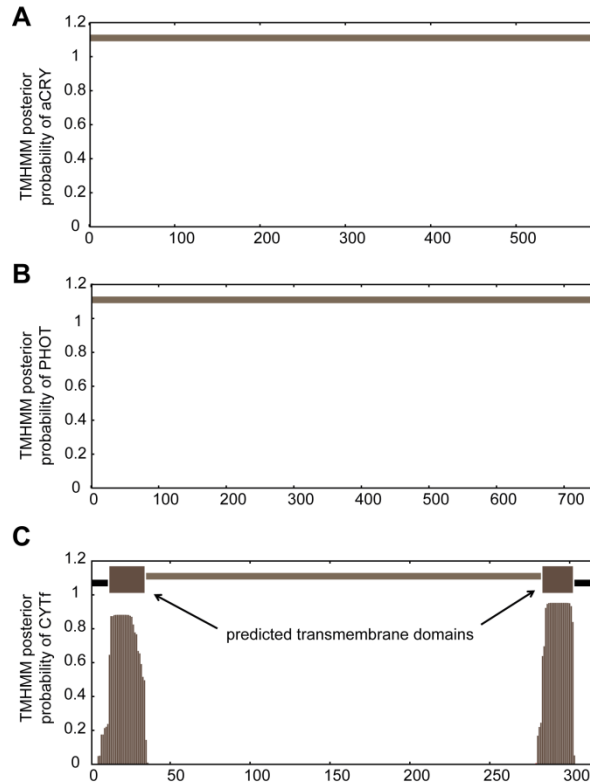 A
TMHMM posterior
probability of aCRY
1.2
1
0.8
0.6
0.4
0.2
0
0 100 200 300 400 500
B
TMHMM posterior
probability of PHOT
1.2
1
0.8
0.6
0.4
0.2
0
0 100 200 300 400 500 600 700
C
TMHMM posterior
probability of CYTf
1.2
1
0.8
0.6
0.4
0.2
0
predicted transmembrane domains
0 50 100 150 200 250 300